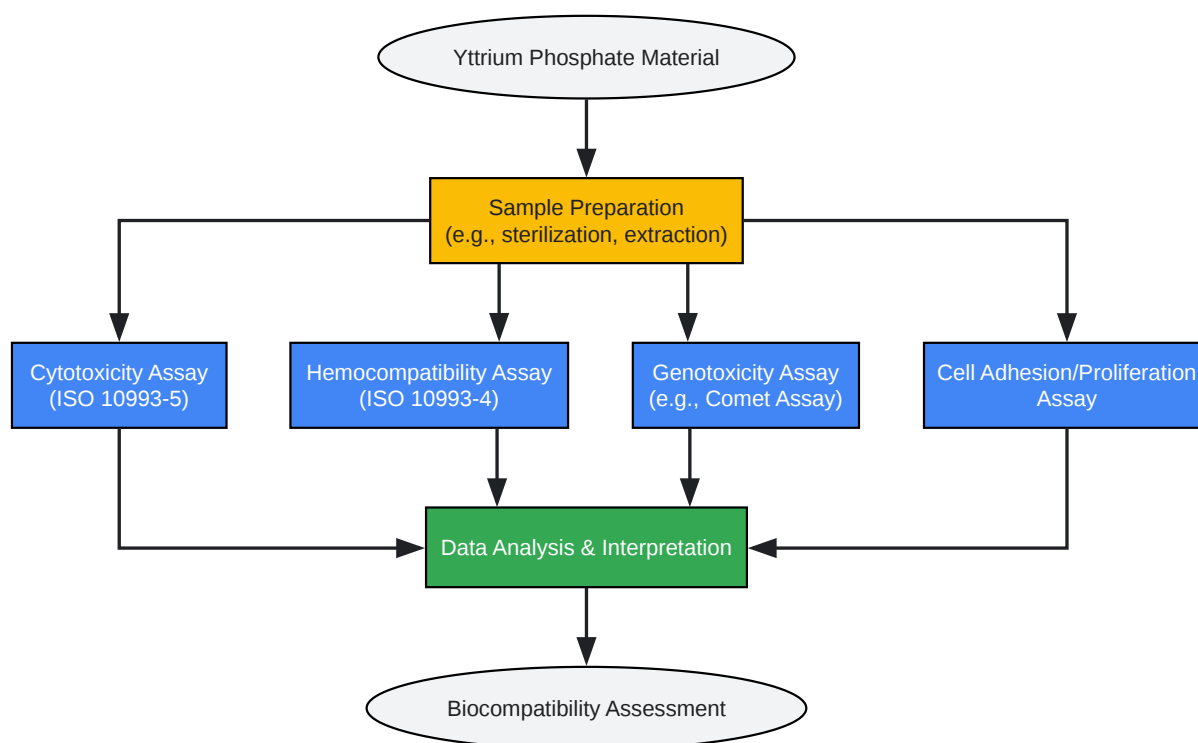 Yttrium Phosphate Material
Sample Preparation
(e.g., sterilization, extraction)
Cytotoxicity Assay
(ISO 10993-5)
Hemocompatibility Assay
(ISO 10993-4)
Genotoxicity Assay
(e.g., Comet Assay)
Cell Adhesion/Proliferation
Assay
Data Analysis & Interpretation
Biocompatibility Assessment